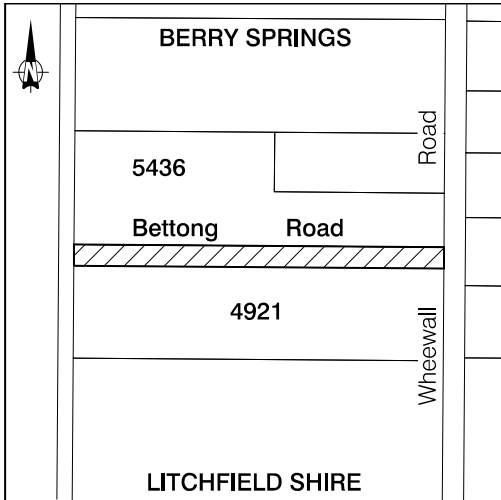 N
BERRY SPRINGS
5436
Bettong Road
4921
Wheewall Road
LITCHFIELD SHIRE